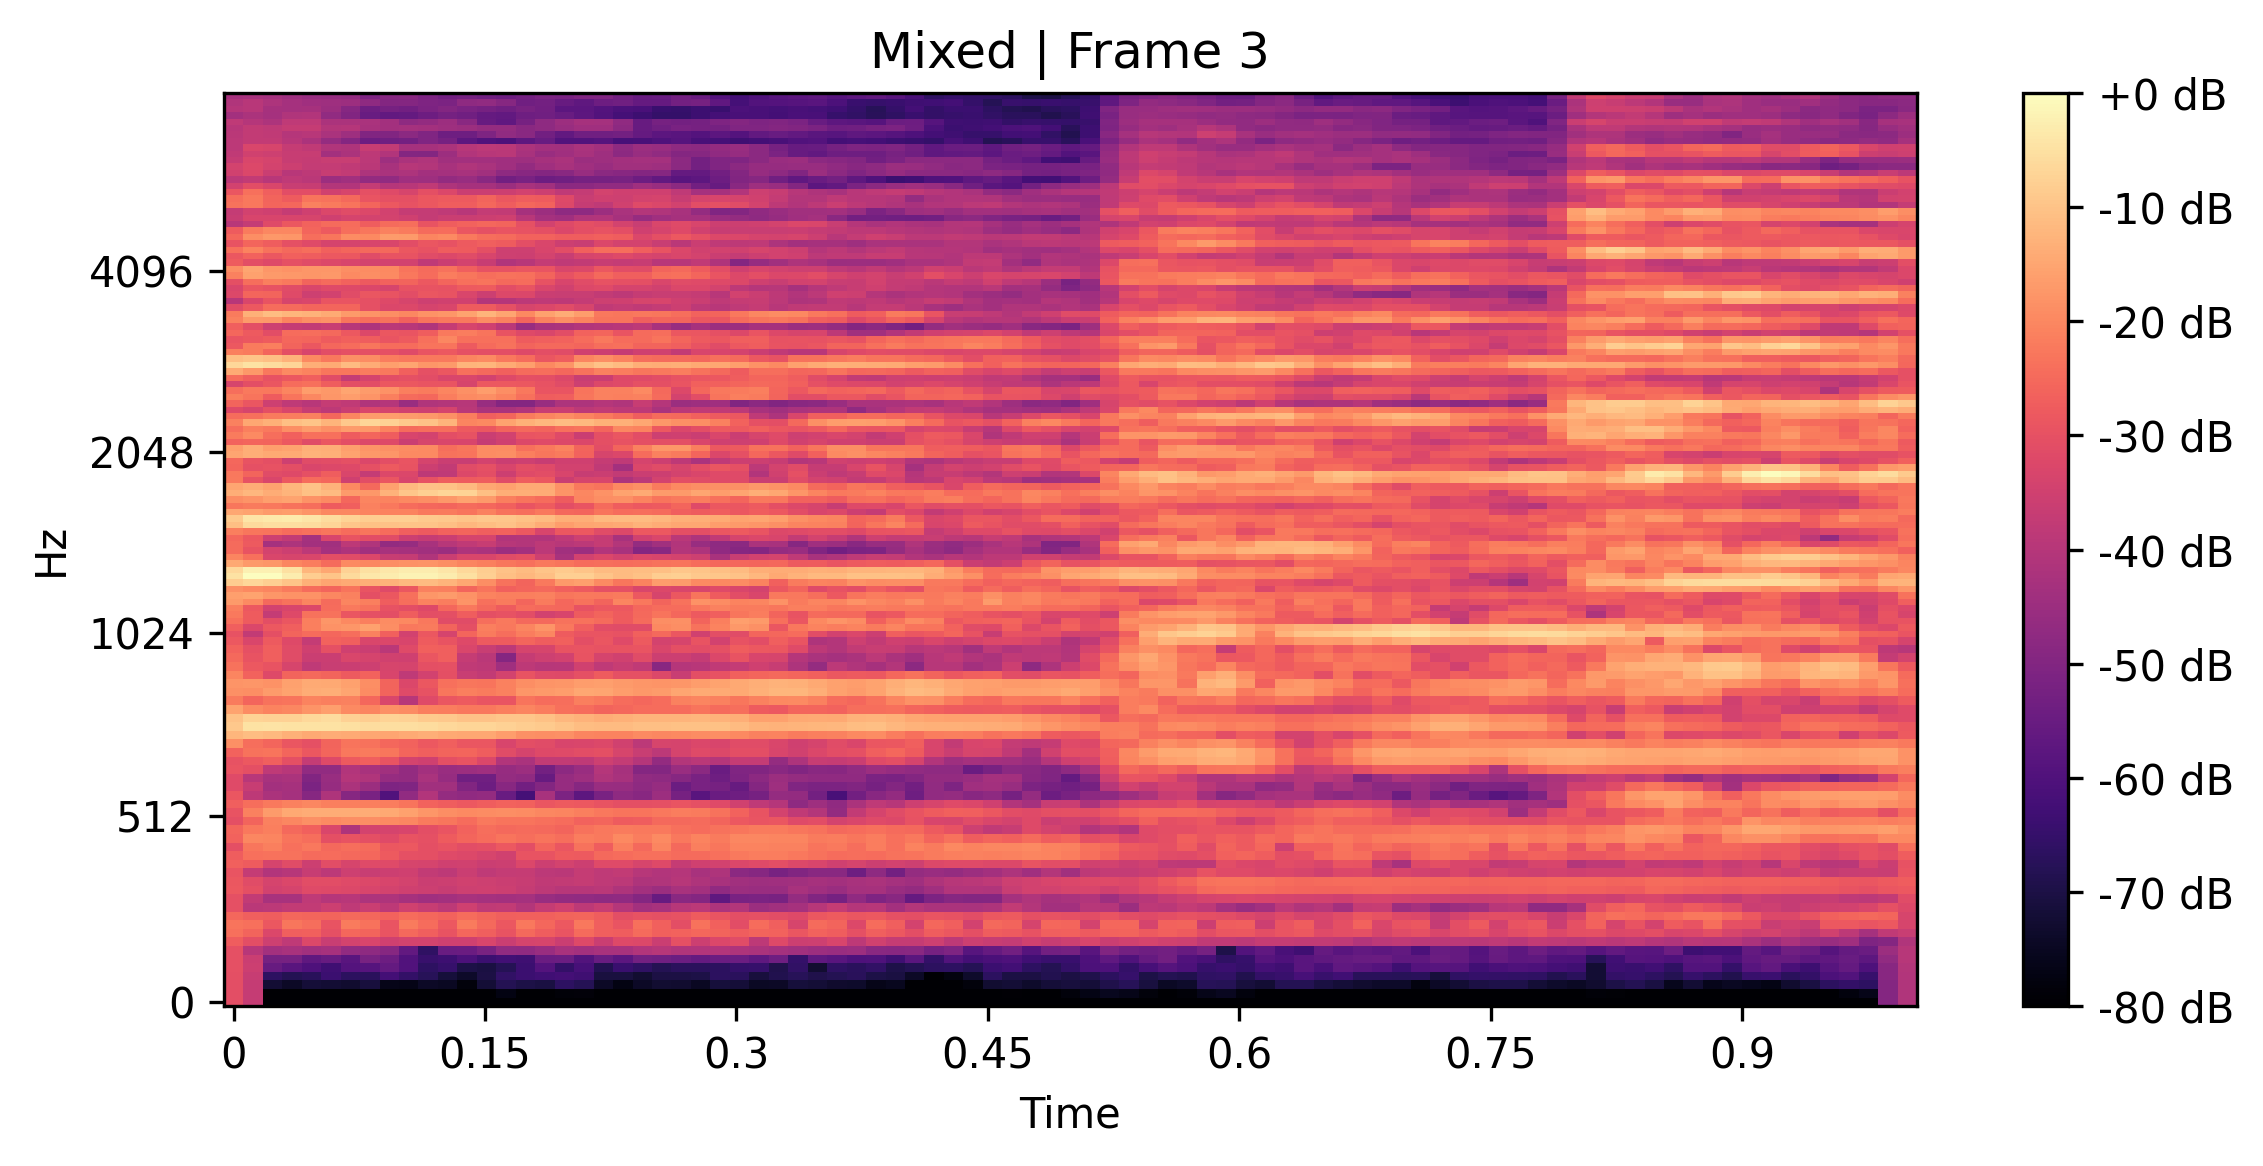 Mixed | Frame 3
+0 dB
-10 dB
-20 dB
-30 dB
-40 dB
-50 dB
-60 dB
-70 dB
-80 dB
4096
2048
1024
512
0
Hz
0 0.15 0.3 0.45 0.6 0.75 0.9
Time